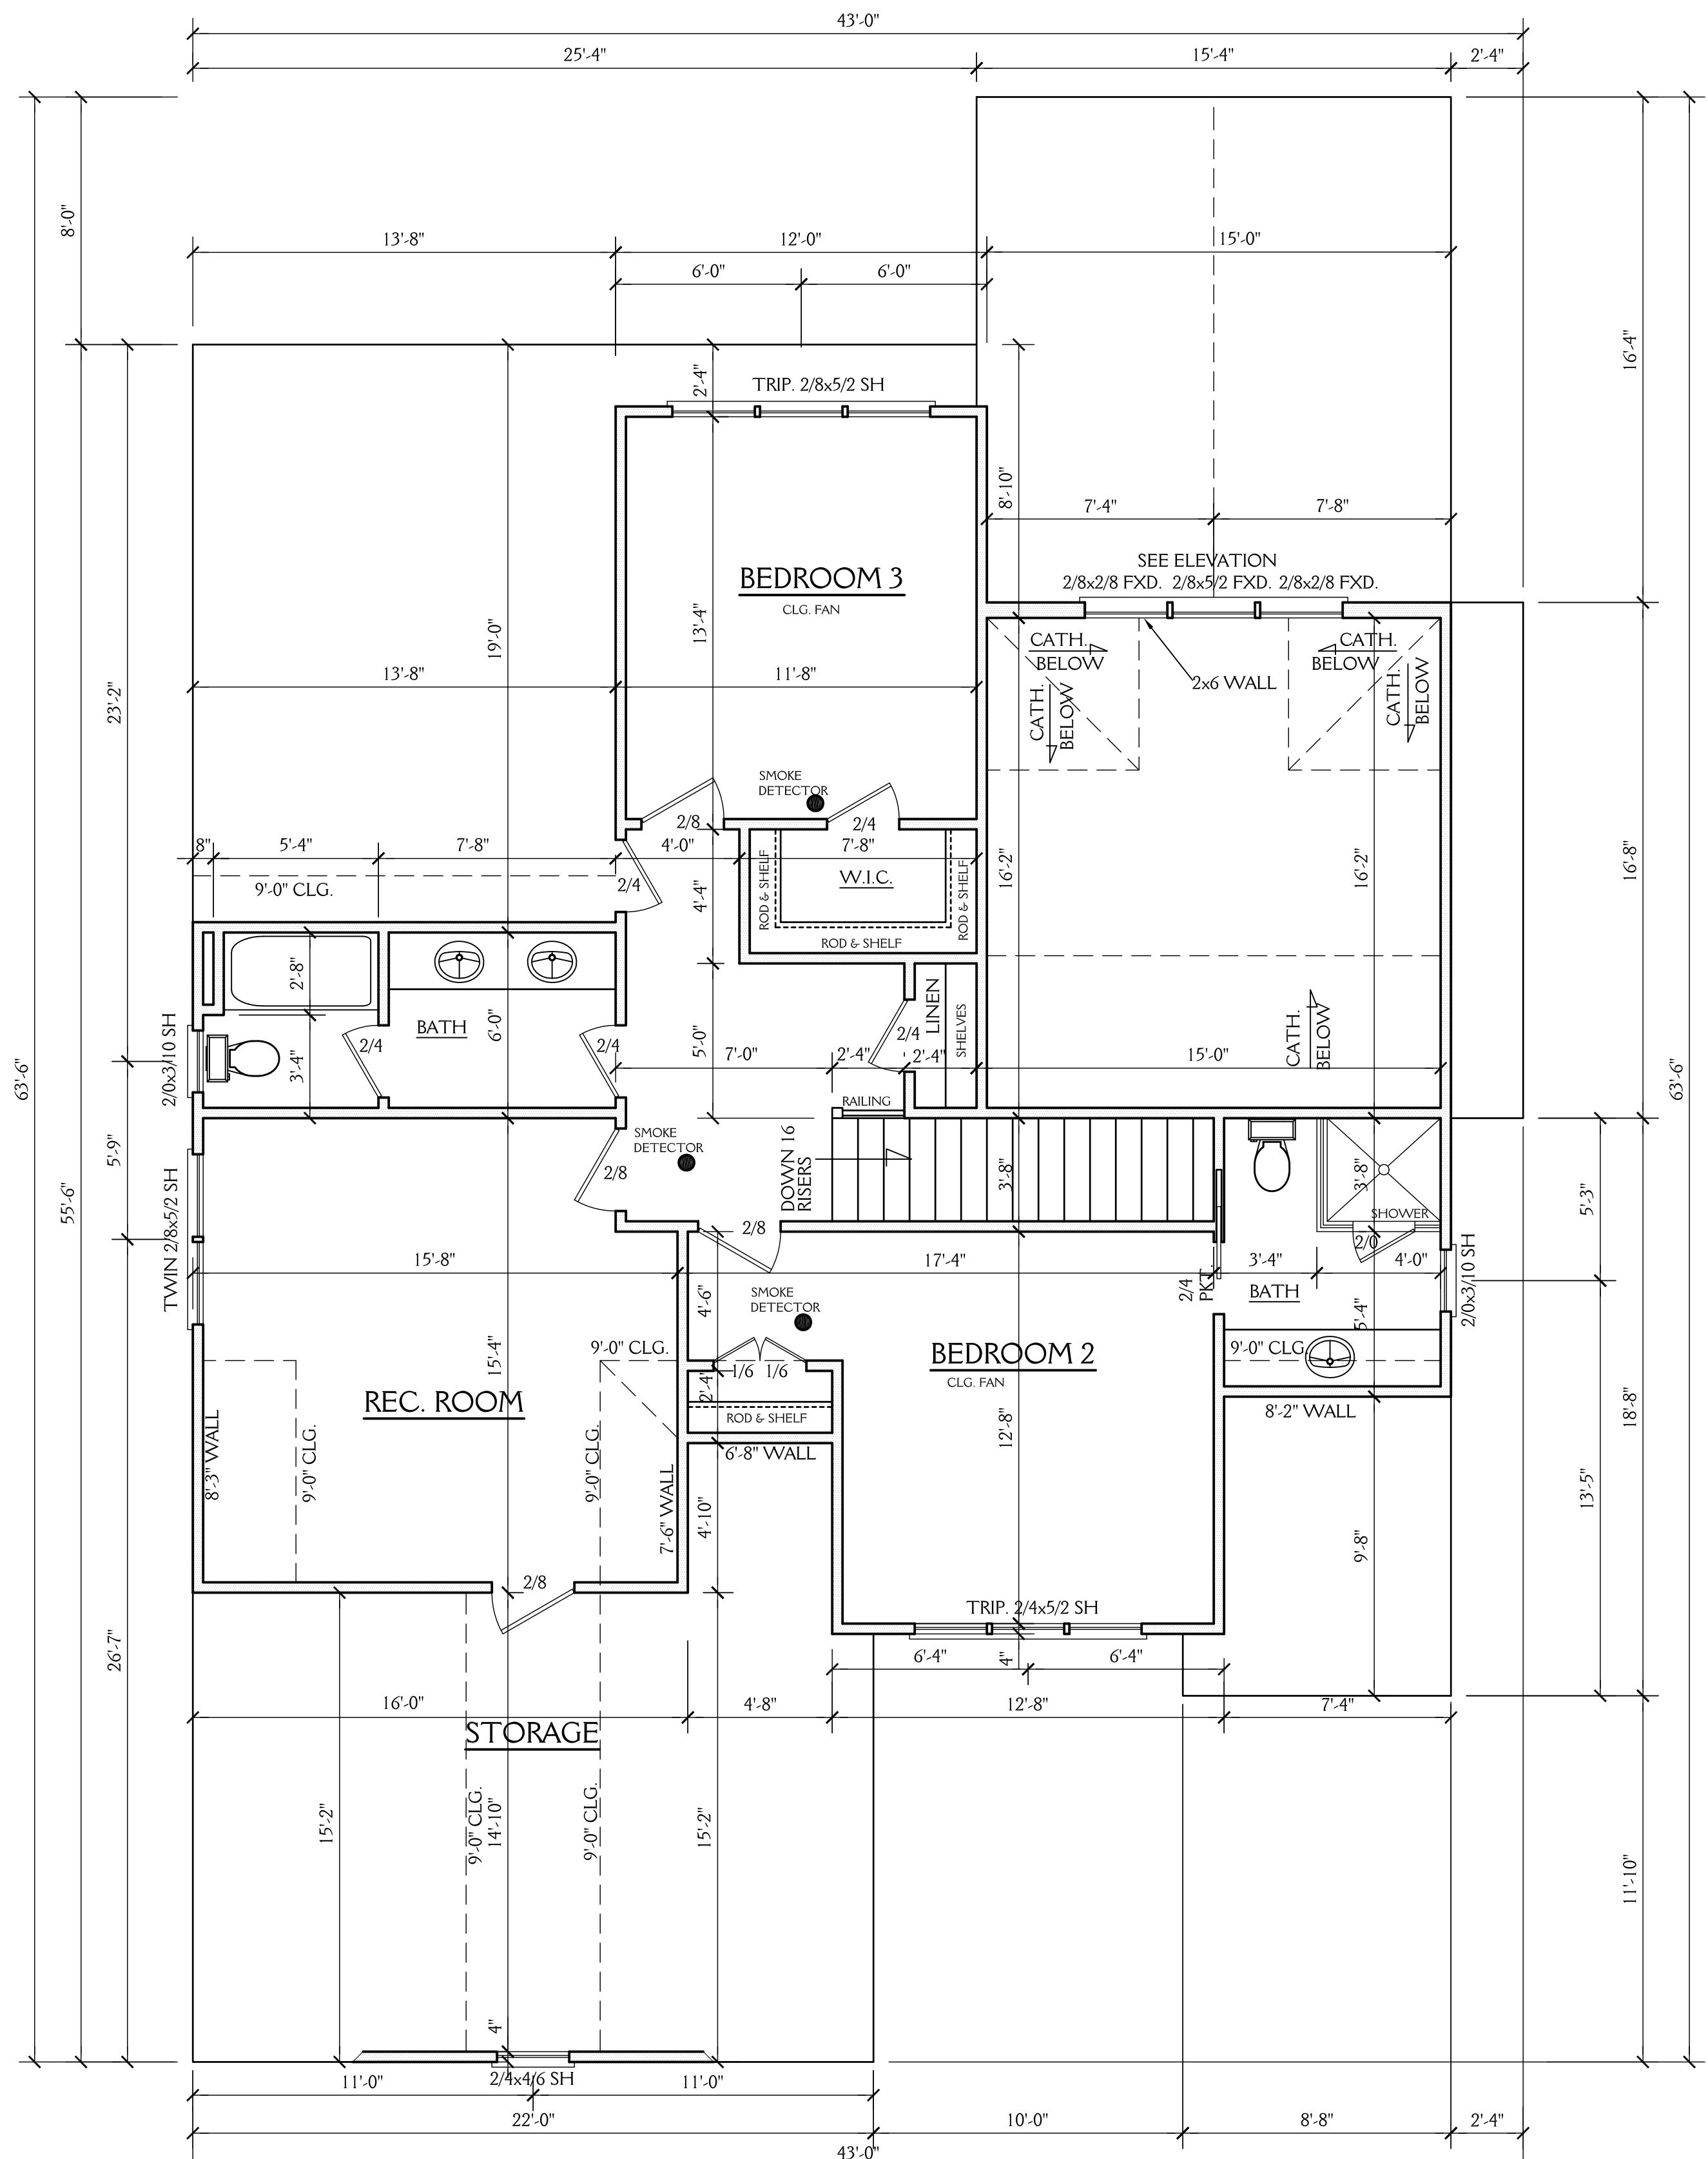 43'-0"
25'-4"
15'-4"
2'-4"
8'-0"
13'-8"
12'-0"
15'-0"
6'-0"
6'-0"
16'-4"
2'-4"
TRIP. 2/8x5/2 SH
8'-10"
7'-4"
7'-8"
SEE ELEVATION
2/8x2/8 FXD. 2/8x5/2 FXD. 2/8x2/8 FXD.
BEDROOM 3
CLG. FAN
13'-4"
19'-0"
CATH.
BELOW
CATH.
BELOW
CATH.
BELOW
CATH.
BELOW
2x6 WALL
23'-2"
13'-8"
11'-8"
SMOKE
DETECTOR
2/8
2/4
8"
5'-4"
7'-8"
4'-0"
7'-8"
9'-0" CLG.
2/4
4'-4"
ROD & SHELF
W.I.C.
ROD & SHELF
ROD & SHELF
16'-2"
16'-2"
16'-8"
2'-8"
BATH
6'-0"
2/4
2/4
3'-4"
2/0x3/10 SH
5'-0"
7'-0"
2'-4"
2'-4"
2/4
LINEN
SHELVES
CATH.
BELOW
15'-0"
RAILING
63'-6"
63'-6"
5'-9"
55'-6"
TWIN 2/8x5/2 SH
SMOKE
DETECTOR
2/8
DOWN 16
RISERS
3'-8"
3'-8"
SHOWER
2/0
5'-3"
2/8
15'-8"
17'-4"
3'-4"
4'-0"
2/4
PKT.
BATH
5'-4"
2/0x3/10 SH
4'-6"
SMOKE
DETECTOR
15'-4"
9'-0" CLG.
1/6
1/6
BEDROOM 2
CLG. FAN
9'-0" CLG.
REC. ROOM
2'-4"
ROD & SHELF
12'-8"
8'-2" WALL
8'-3" WALL
9'-0" CLG.
9'-0" CLG.
7'-6" WALL
6'-8" WALL
4'-10"
18'-8"
13'-5"
9'-8"
2/8
TRIP. 2/4x5/2 SH
26'-7"
6'-4"
4"
6'-4"
16'-0"
4'-8"
12'-8"
7'-4"
STORAGE
15'-2"
9'-0" CLG.
14'-10"
9'-0" CLG.
15'-2"
11'-10"
4"
2/4x4/6 SH
11'-0"
11'-0"
22'-0"
10'-0"
8'-8"
2'-4"
43'-0"